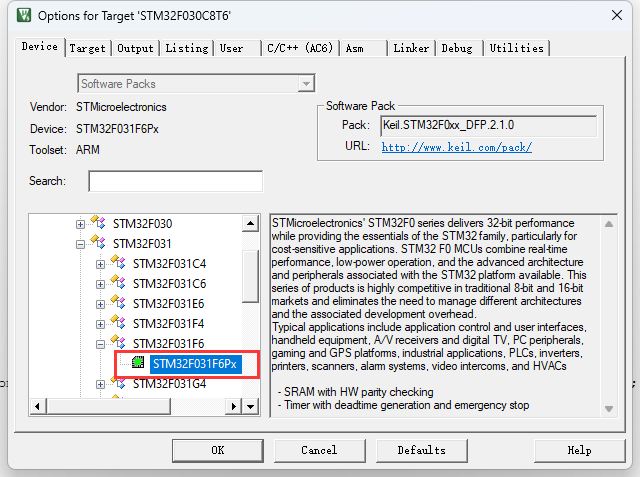 Options for Target 'STM32F030C8T6'
Device Target Output Listing User C/C++ (AC6) Asm Linker Debug Utilities
Software Packs
Vendor: STMicroelectronics
Device: STM32F031F6Px
Toolset: ARM
Search:
Software Pack
Pack: Keil.STM32F0xx_DFP.2.1.0
URL: http://www.keil.com/pack/
STM32F030
STM32F031
STM32F031C4
STM32F031C6
STM32F031E6
STM32F031F4
STM32F031F6
STM32F031F6Px
STM32F031G4
STMicroelectronics' STM32F0 series delivers 32-bit performance
while providing the essentials of the STM32 family, particularly for
cost-sensitive applications. STM32 F0 MCUs combine real-time
performance, low-power operation, and the advanced architecture
and peripherals associated with the STM32 platform available. This
series of products is highly competitive in traditional 8-bit and 16-bit
markets and eliminates the need to manage different architectures
and the associated development overhead.
Typical applications include application control and user interfaces,
handheld equipment, A/V receivers and digital TV, PC peripherals,
gaming and GPS platforms, industrial applications, PLCs, inverters,
printers, scanners, alarm systems, video intercoms, and HVACs
- SRAM with HW parity checking
- Timer with deadtime generation and emergency stop
OK Cancel Defaults Help